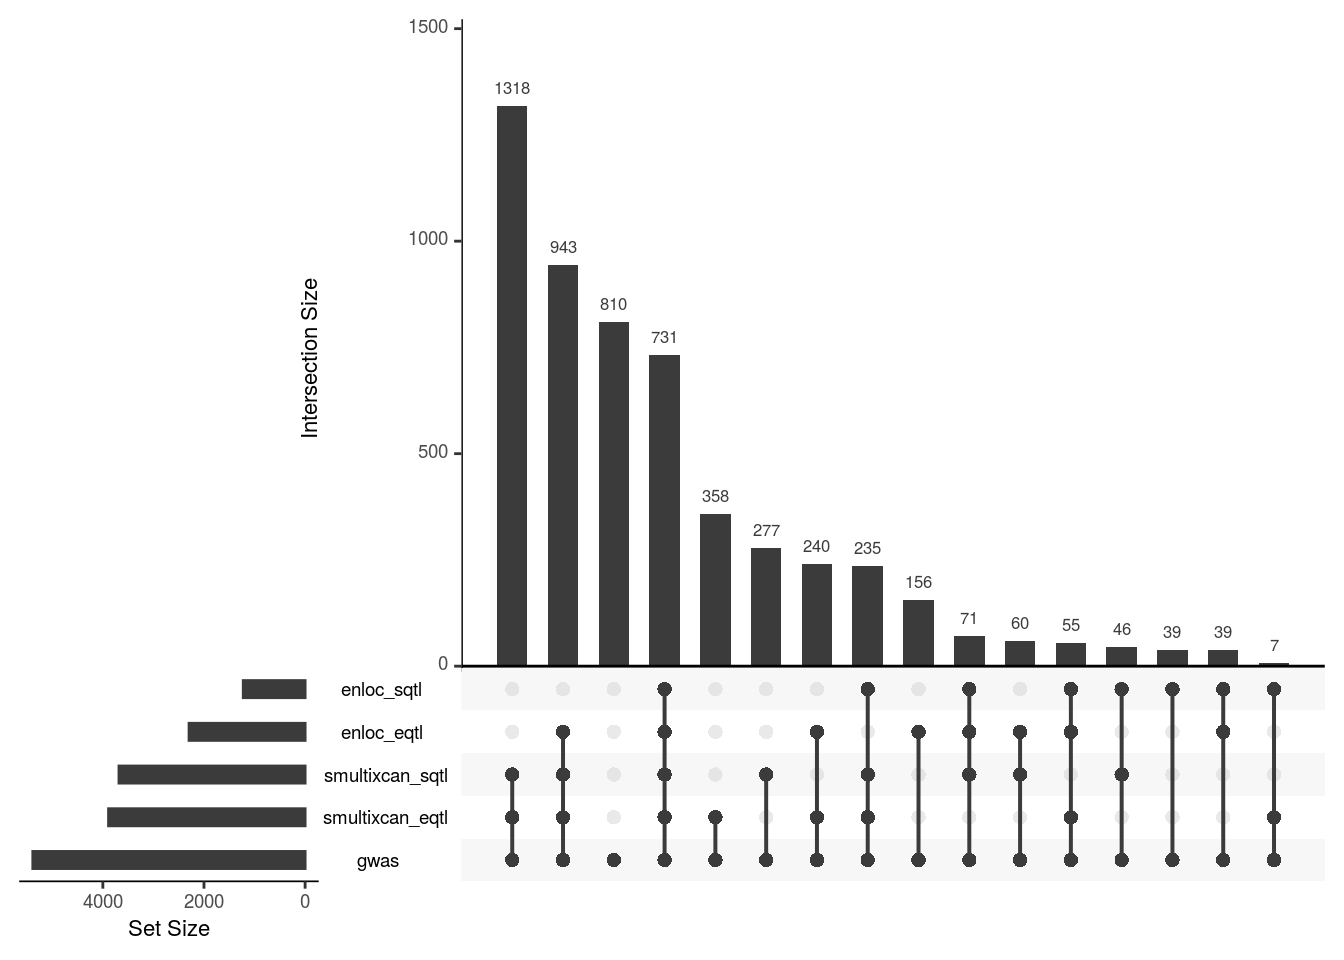 1500
1318
1000
943
810
731
Intersection Size
500
358
277
240
235
156
71
60
55
46
39
39
7
0
enloc_sqtl
enloc_eqtl
smultixcan_sqtl
smultixcan_eqtl
gwas
4000 2000 0
Set Size